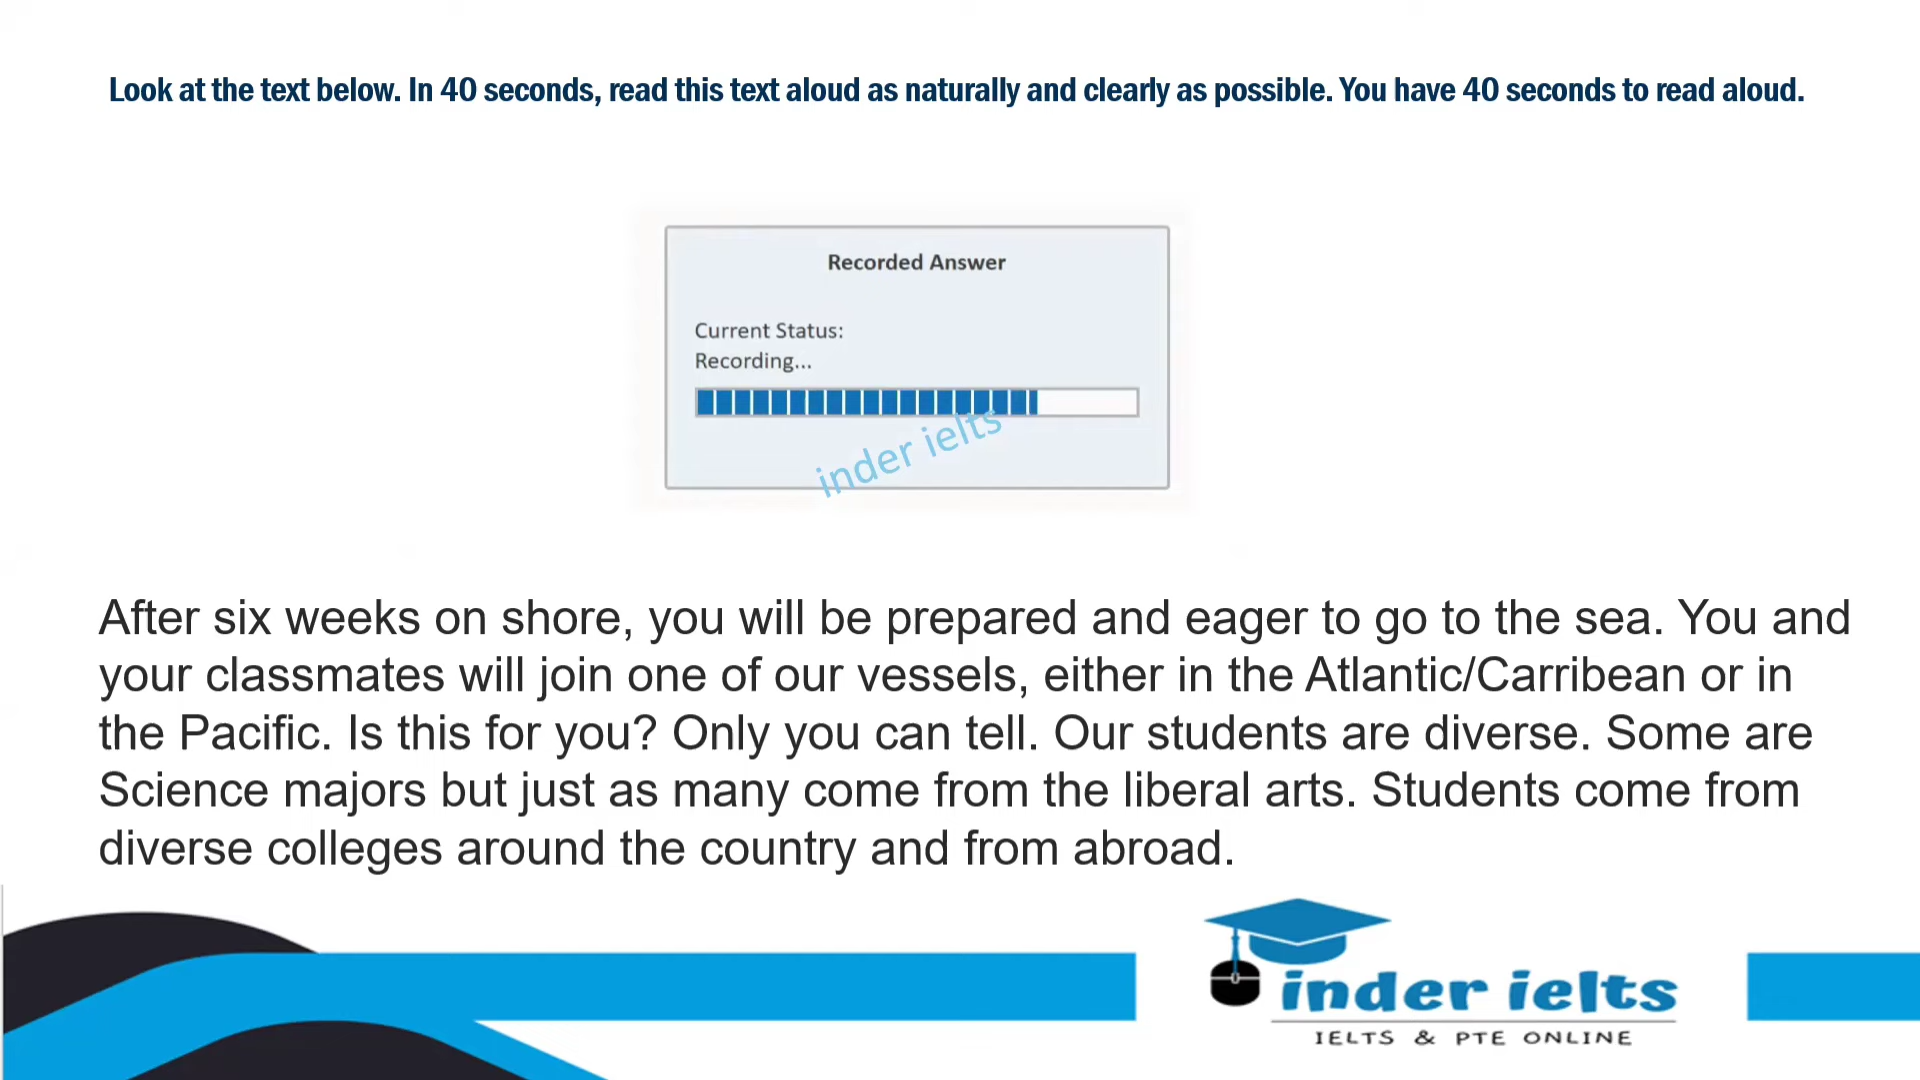 Look at the text below. In 40 seconds, read this text aloud as naturally and clearly as possible. You have 40 seconds to read aloud.
Recorded Answer
Current Status:
Recording...
inder ielts
After six weeks on shore, you will be prepared and eager to go to the sea. You and
your classmates will join one of our vessels, either in the Atlantic/Carribean or in
the Pacific. Is this for you? Only you can tell. Our students are diverse. Some are
Science majors but just as many come from the liberal arts. Students come from
diverse colleges around the country and from abroad.
inder ielts
IELTS & PTE ONLINE